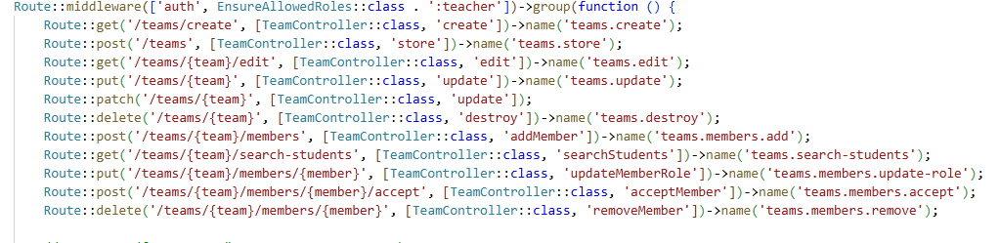 Route::middleware(['auth', EnsureAllowedRoles::class . ':teacher'])->group(function () {
    Route::get('/teams/create', [TeamController::class, 'create'])->name('teams.create');
    Route::post('/teams', [TeamController::class, 'store'])->name('teams.store');
    Route::get('/teams/{team}/edit', [TeamController::class, 'edit'])->name('teams.edit');
    Route::put('/teams/{team}', [TeamController::class, 'update'])->name('teams.update');
    Route::patch('/teams/{team}', [TeamController::class, 'update']);
    Route::delete('/teams/{team}', [TeamController::class, 'destroy'])->name('teams.destroy');
    Route::post('/teams/{team}/members', [TeamController::class, 'addMember'])->name('teams.members.add');
    Route::get('/teams/{team}/search-students', [TeamController::class, 'searchStudents'])->name('teams.search-students');
    Route::put('/teams/{team}/members/{member}', [TeamController::class, 'updateMemberRole'])->name('teams.members.update-role');
    Route::post('/teams/{team}/members/{member}/accept', [TeamController::class, 'acceptMember'])->name('teams.members.accept');
    Route::delete('/teams/{team}/members/{member}', [TeamController::class, 'removeMember'])->name('teams.members.remove');